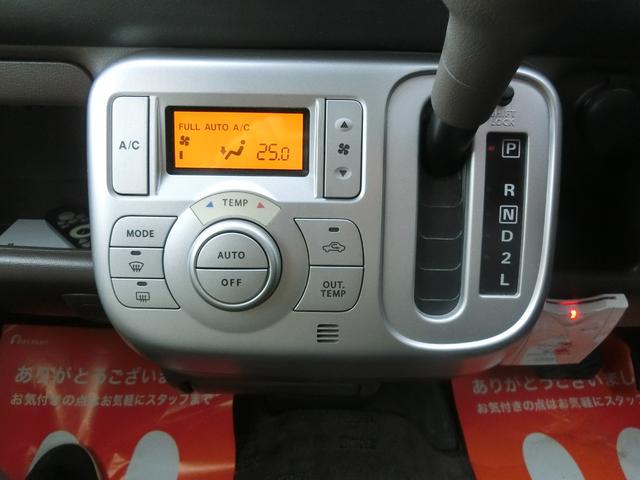 FULL AUTO A/C
25.0
A/C
TEMP
MODE
AUTO
OFF
OUT.
TEMP
SHIFT
LOCK
P
R
N
D
2
L
ありがとうございま
お気付きの点はお気軽にスタッフまで
ありがとうございまし
お気付きの点はお気軽にスタッフ